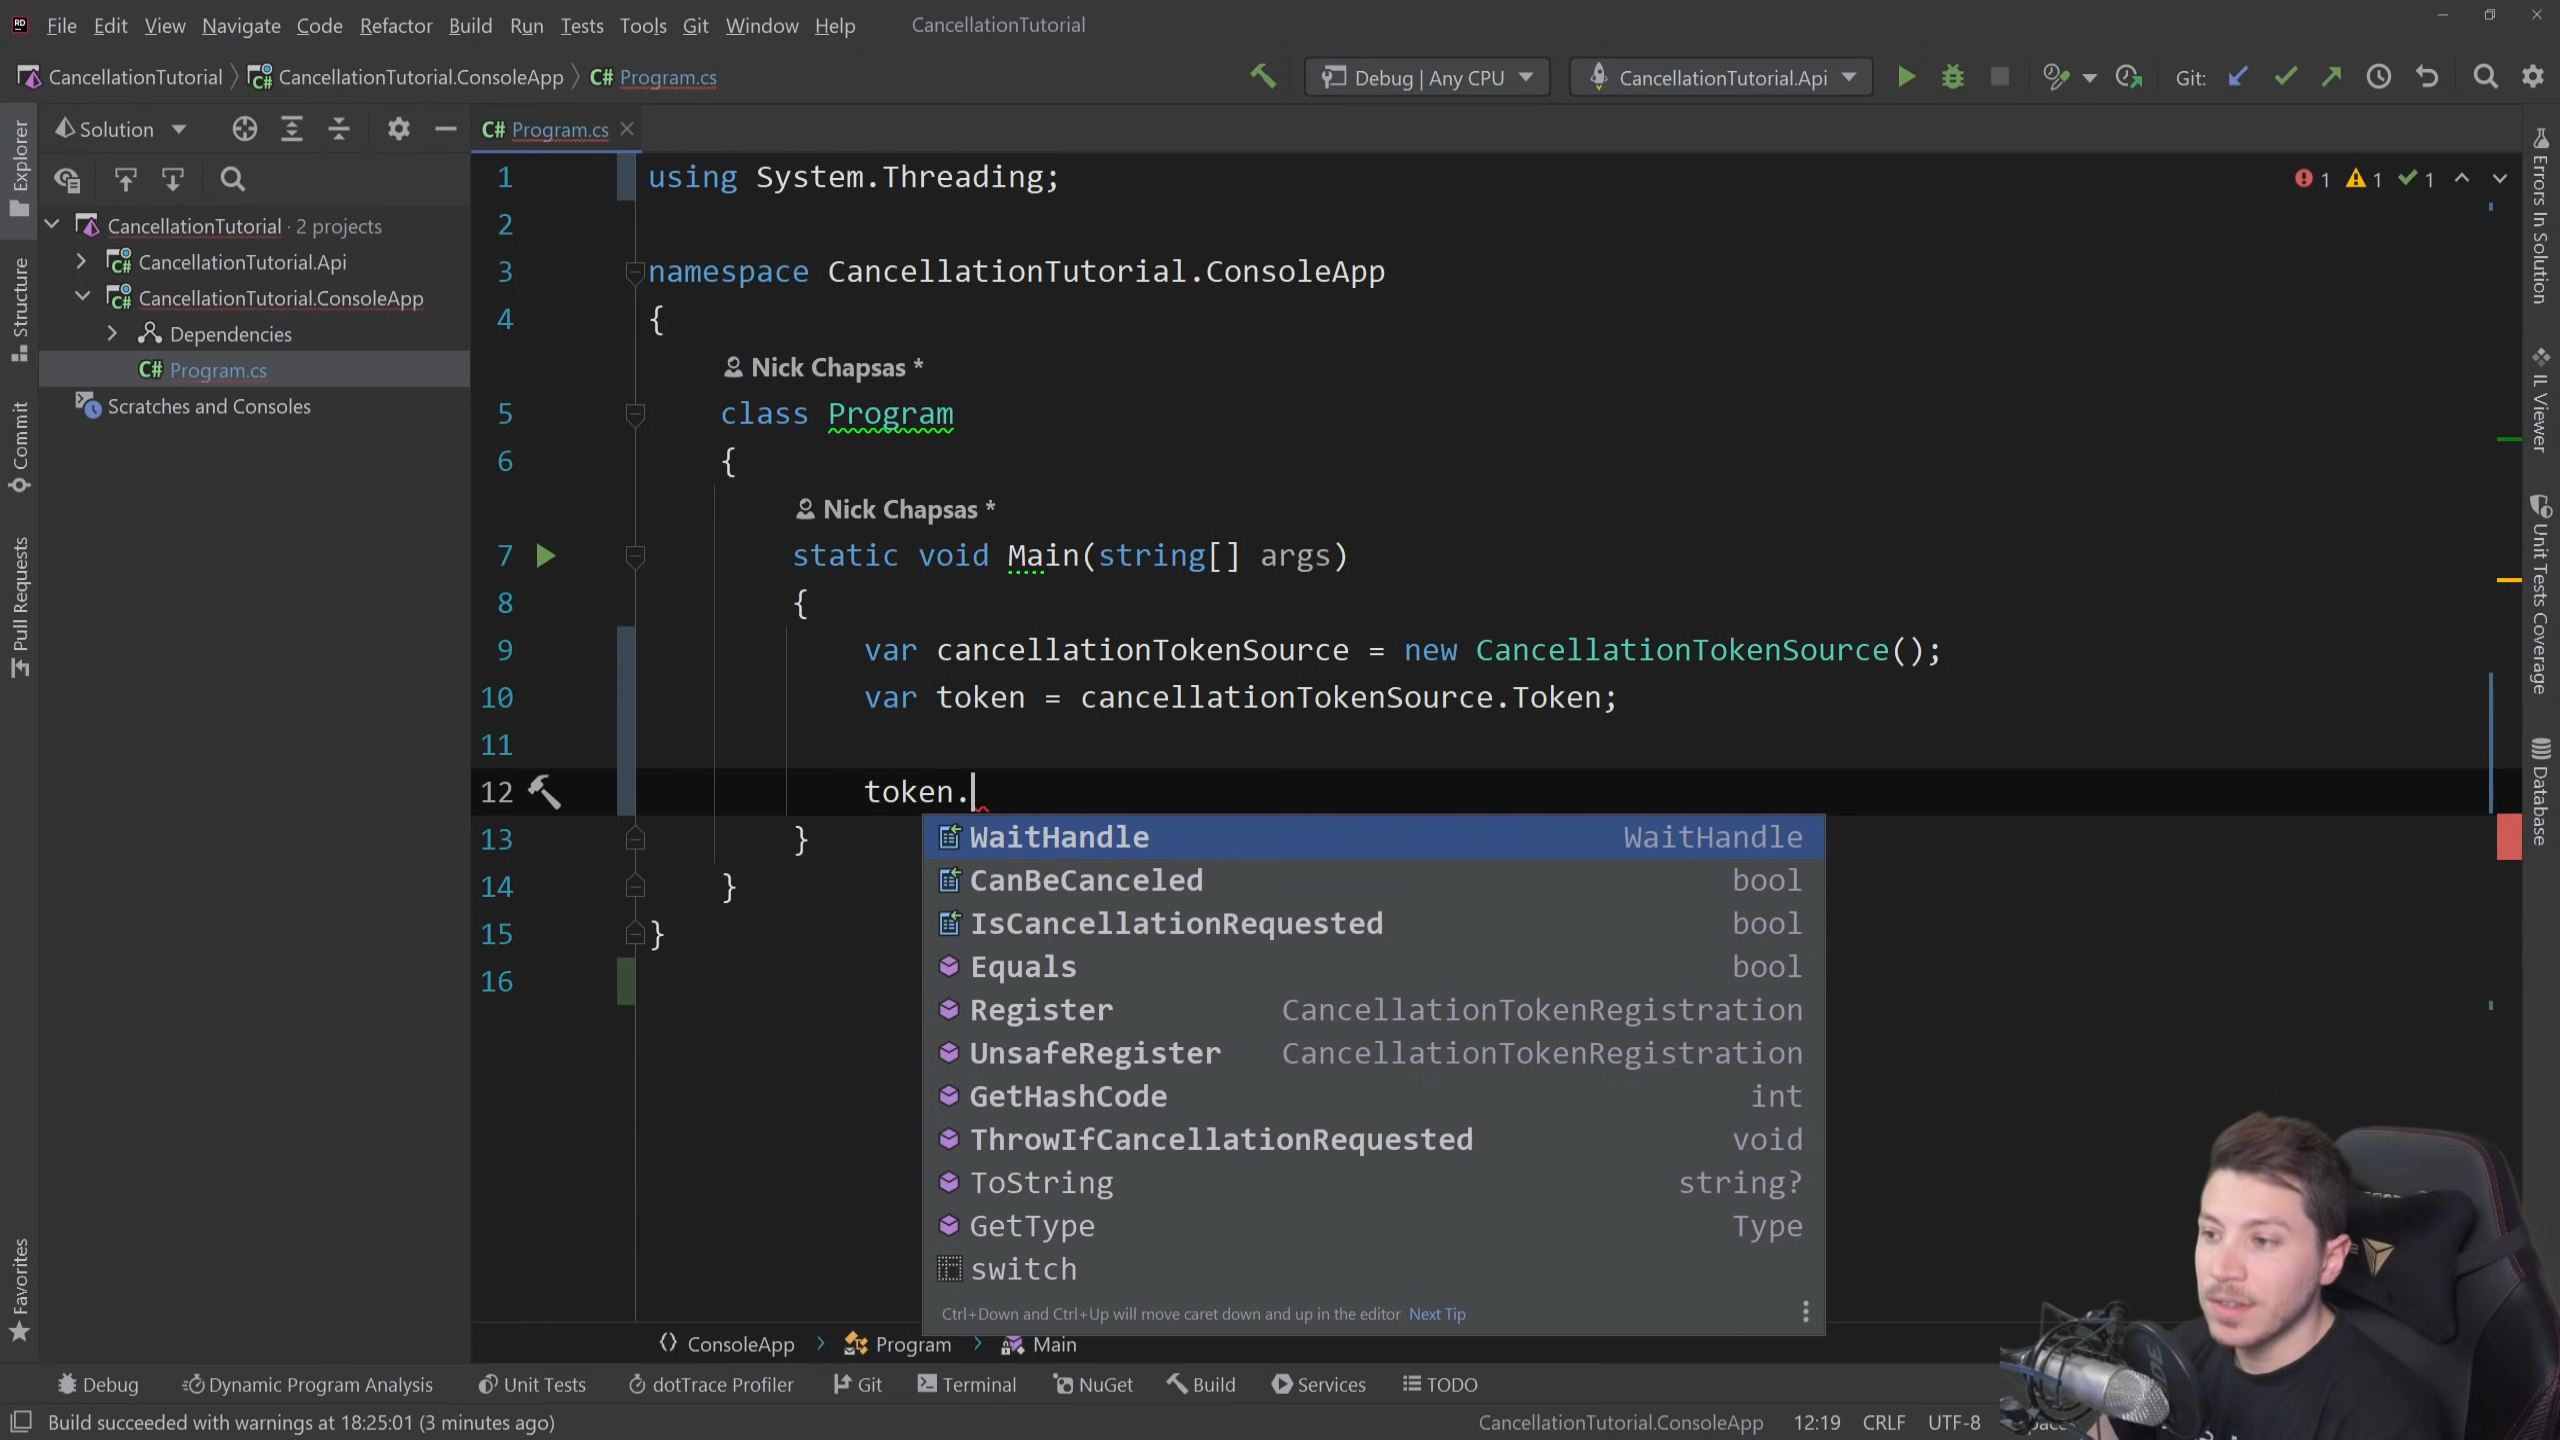 File Edit View Navigate Code Refactor Build Run Tests Tools Git Window Help CancellationTutorial
CancellationTutorial CancellationTutorial.ConsoleApp C# Program.cs Debug | Any CPU CancellationTutorial.Api Git:
Solution
C# Program.cs
CancellationTutorial · 2 projects
CancellationTutorial.Api
CancellationTutorial.ConsoleApp
Dependencies
C# Program.cs
Scratches and Consoles
Explorer
Structure
Commit
Pull Requests
Favorites
1 using System.Threading;
2
3 namespace CancellationTutorial.ConsoleApp
4 {
Nick Chapsas *
5 class Program
6 {
Nick Chapsas *
7 static void Main(string[] args)
8 {
9 var cancellationTokenSource = new CancellationTokenSource();
10 var token = cancellationTokenSource.Token;
11
12 token.
13 }
14 }
15 }
16
1 1 1
WaitHandle WaitHandle
CanBeCanceled bool
IsCancellationRequested bool
Equals bool
Register CancellationTokenRegistration
UnsafeRegister CancellationTokenRegistration
GetHashCode int
ThrowIfCancellationRequested void
ToString string?
GetType Type
switch
Ctrl+Down and Ctrl+Up will move caret down and up in the editor Next Tip
Errors In Solution
IL Viewer
Unit Tests Coverage
Database
ConsoleApp Program Main
Debug Dynamic Program Analysis Unit Tests dotTrace Profiler Git Terminal NuGet Build Services TODO
Build succeeded with warnings at 18:25:01 (3 minutes ago) CancellationTutorial.ConsoleApp 12:19 CRLF UTF-8